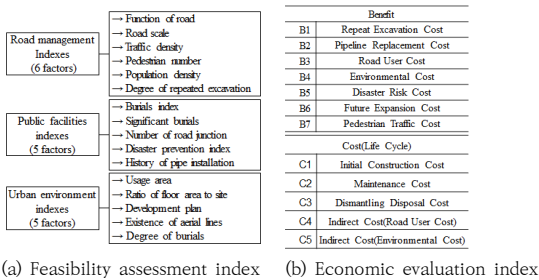 Road management
Indexes
(6 factors)
→ Function of road
→ Road scale
→ Traffic density
→ Pedestrian number
→ Population density
→ Degree of repeated excavation
Public facilities
indexes
(5 factors)
→ Burials index
→ Significant burials
→ Number of road junction
→ Disaster prevention index
→ History of pipe installation
Urban environment
indexes
(5 factors)
→ Usage area
→ Ratio of floor area to site
→ Development plan
→ Existence of aerial lines
→ Degree of burials
(a) Feasibility assessment index
Benefit
B1 Repeat Excavation Cost
B2 Pipeline Replacement Cost
B3 Road User Cost
B4 Environmental Cost
B5 Disaster Risk Cost
B6 Future Expansion Cost
B7 Pedestrian Traffic Cost
Cost(Life Cycle)
C1 Initial Construction Cost
C2 Maintenance Cost
C3 Dismantling Disposal Cost
C4 Indirect Cost(Road User Cost)
C5 Indirect Cost(Environmental Cost)
(b) Economic evaluation index